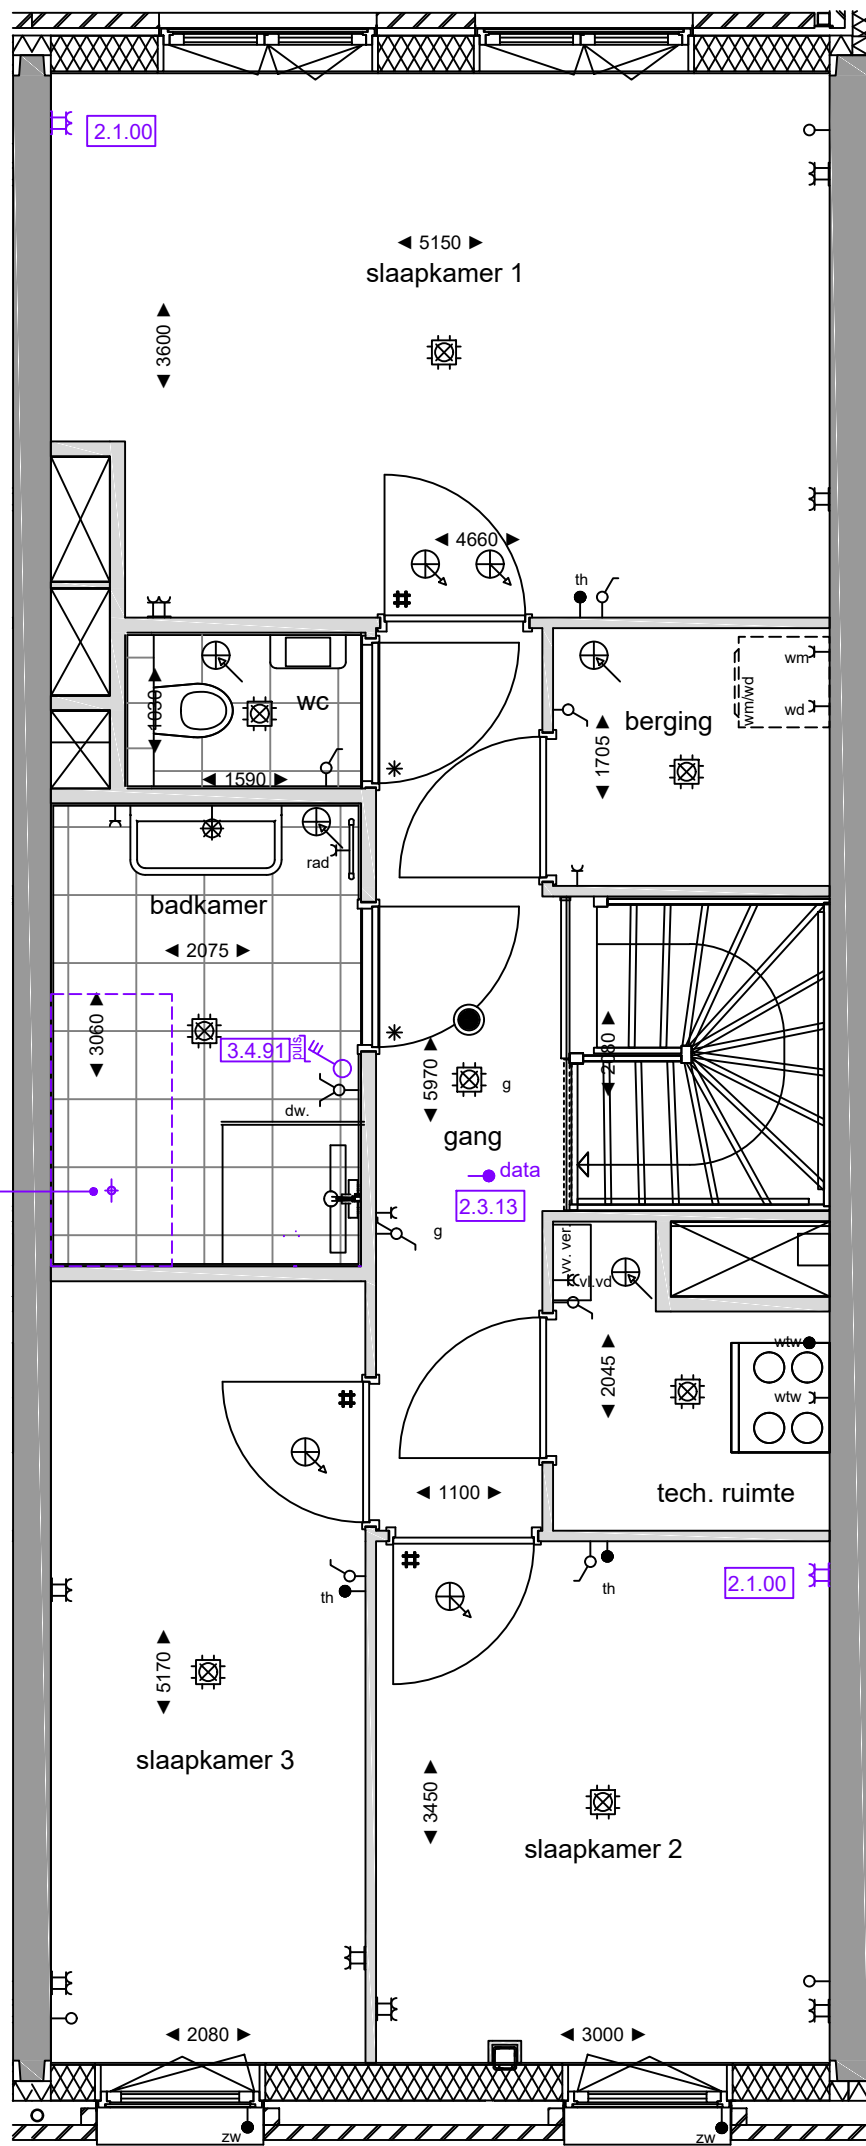 2.1.00
5150
slaapkamer 1
3600
4660
th
wc
1030
1590
berging
1705
wm/wd
wm
wd
rad
badkamer
2075
3060
3.4.91
puls.
dw.
5970
g
gang
2180
data
2.3.13
g
vv. ver.
vl.vd
2045
wtw
wtw
1100
tech. ruimte
th
th
2.1.00
5170
slaapkamer 3
3450
slaapkamer 2
2080
3000
zw
zw